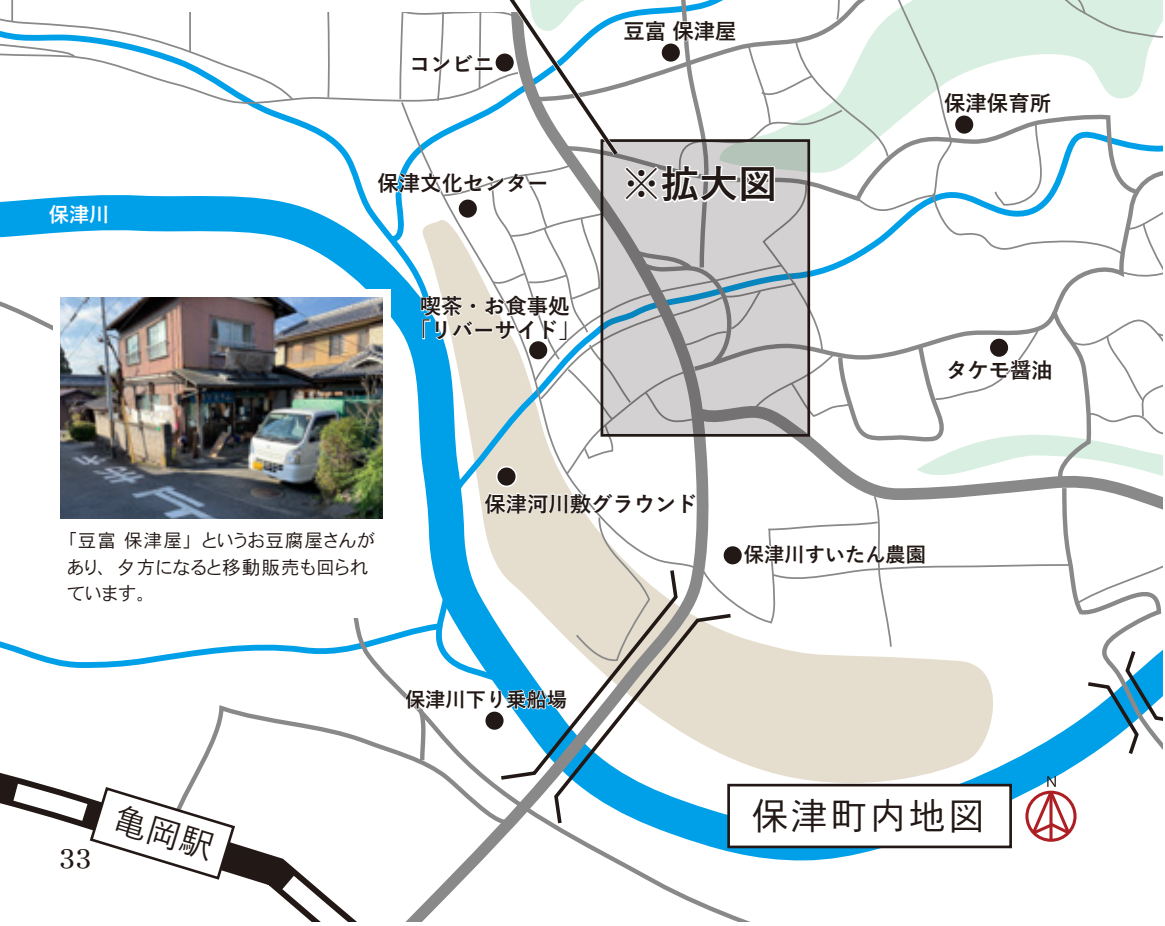 豆富 保津屋
コンビニ
保津保育所
※拡大図
保津文化センター
保津川
喫茶・お食事処
「リバーサイド」
タケモ醤油
保津河川敷グラウンド
「豆富 保津屋」というお豆腐屋さんが
あり、夕方になると移動販売も回られ
ています。
保津川すいたん農園
保津川下り乗船場
N
保津町内地図
亀岡駅
33